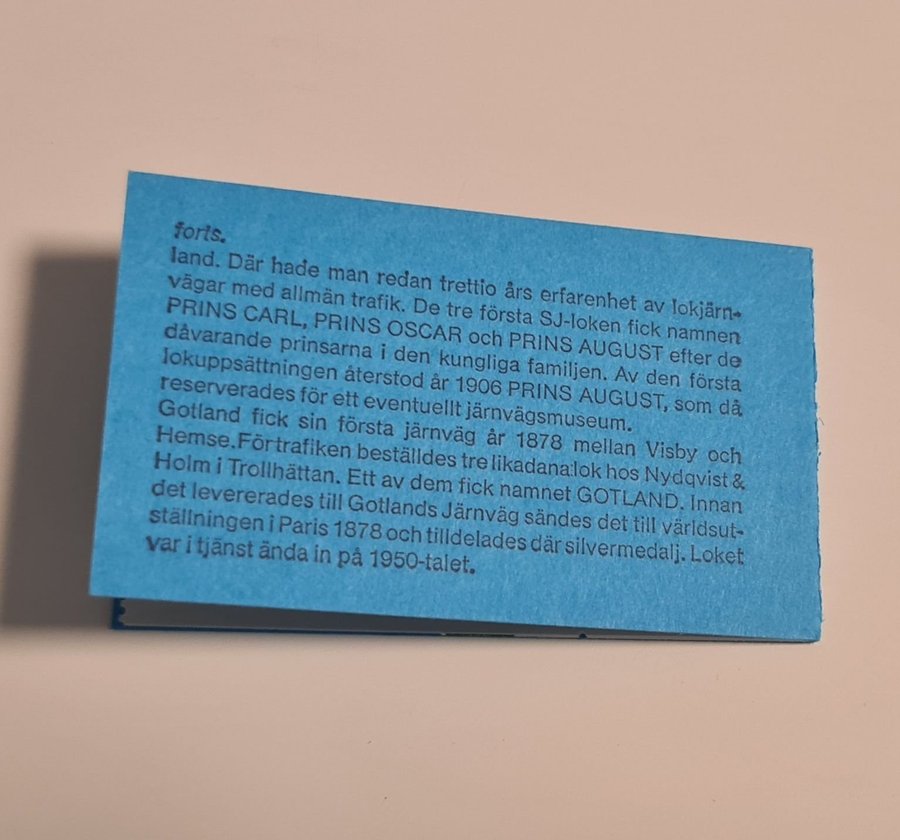 forts.
land. Där hade man redan trettio års erfarenhet av lokjärn-
vägar med allmän trafik. De tre första SJ-loken fick namnen
PRINS CARL, PRINS OSCAR och PRINS AUGUST efter de
dåvarande prinsarna i den kungliga familjen. Av den första
lokuppsättningen återstod år 1906 PRINS AUGUST, som då
reserverades för ett eventuellt järnvägsmuseum.
Gotland fick sin första järnväg år 1878 mellan Visby och
Hemse. För trafiken beställdes tre likadana lok hos Nydqvist &
Holm i Trollhättan. Ett av dem fick namnet GOTLAND. Innan
det levererades till Gotlands Järnväg sändes det till världsut-
ställningen i Paris 1878 och tilldelades där silvermedalj. Loket
var i tjänst ända in på 1950-talet.